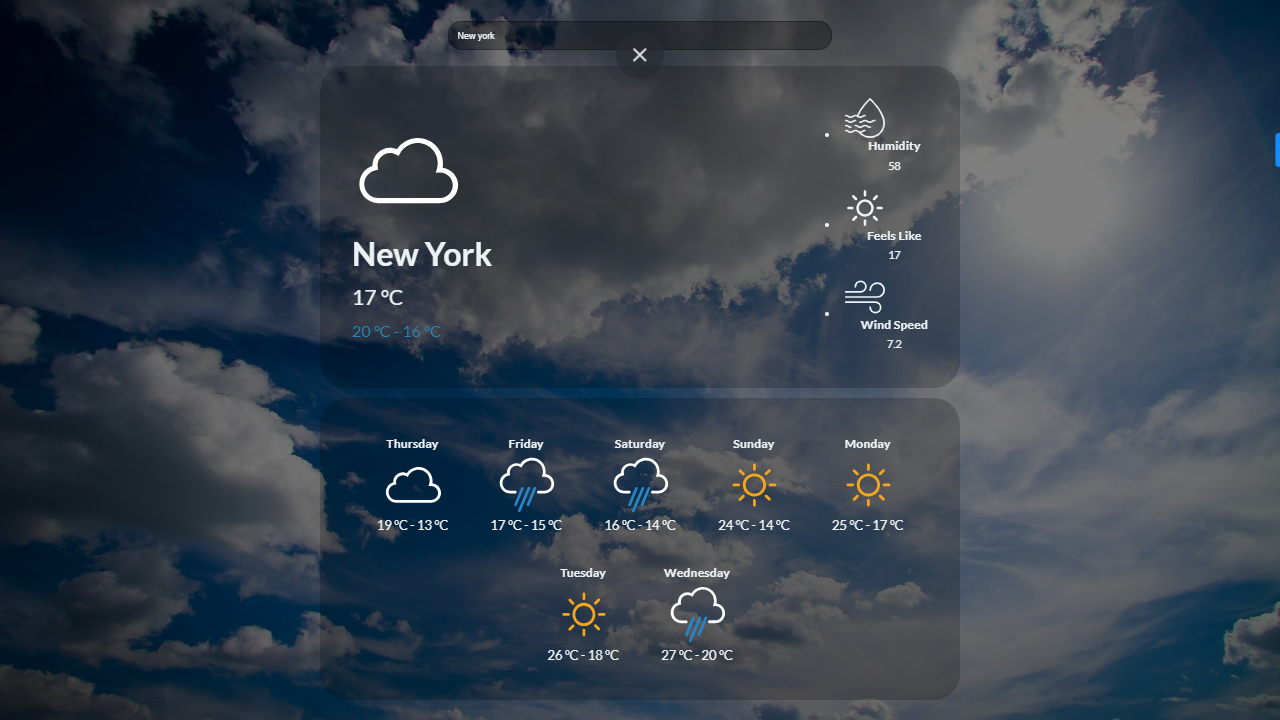 New york
New York
17 °C
20 °C - 16 °C
Humidity
58
Feels Like
17
Wind Speed
7.2
Thursday
19 °C - 13 °C
Friday
17 °C - 15 °C
Saturday
16 °C - 14 °C
Sunday
24 °C - 14 °C
Monday
25 °C - 17 °C
Tuesday
26 °C - 18 °C
Wednesday
27 °C - 20 °C